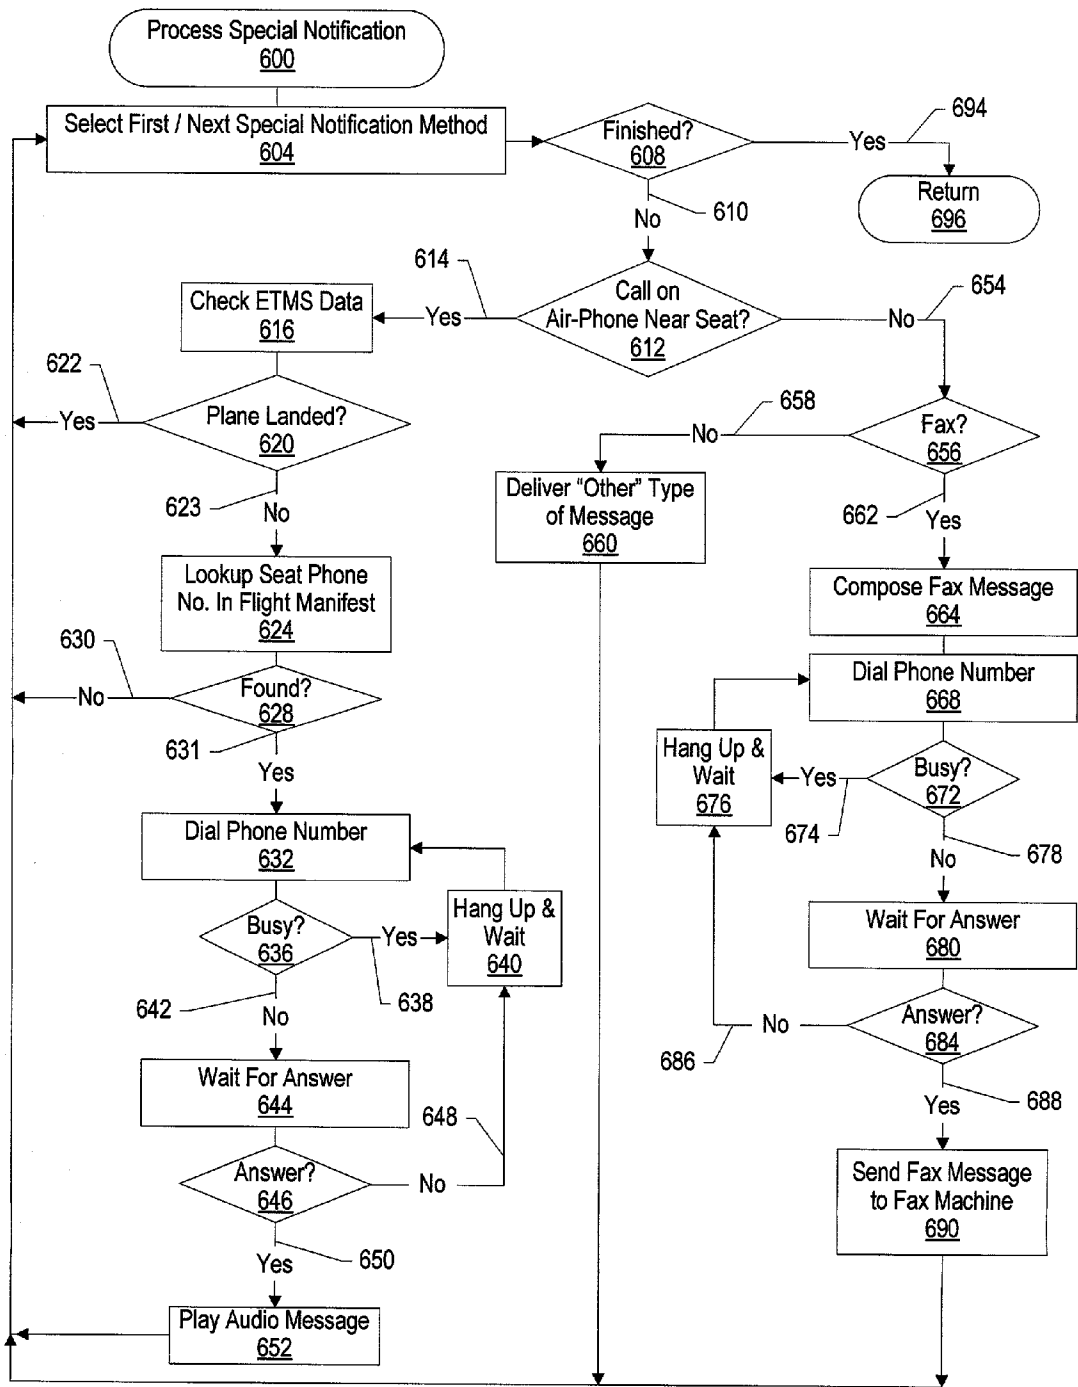 Process Special Notification
600
Select First / Next Special Notification Method
604
Finished?
608
Yes
694
Return
696
610
No
614
Call on
Air-Phone Near Seat?
612
Yes
No
654
Check ETMS Data
616
622
Yes
Plane Landed?
620
623
No
658
No
Fax?
656
Deliver “Other” Type
of Message
660
662
Yes
Lookup Seat Phone
No. In Flight Manifest
624
Compose Fax Message
664
630
No
Found?
628
631
Yes
Dial Phone Number
668
Hang Up &
Wait
676
Yes
674
Busy?
672
678
No
Dial Phone Number
632
Busy?
636
Yes
638
Hang Up &
Wait
640
642
No
Wait For Answer
680
Answer?
684
No
686
688
Yes
Wait For Answer
644
648
Answer?
646
No
650
Yes
Send Fax Message
to Fax Machine
690
Play Audio Message
652